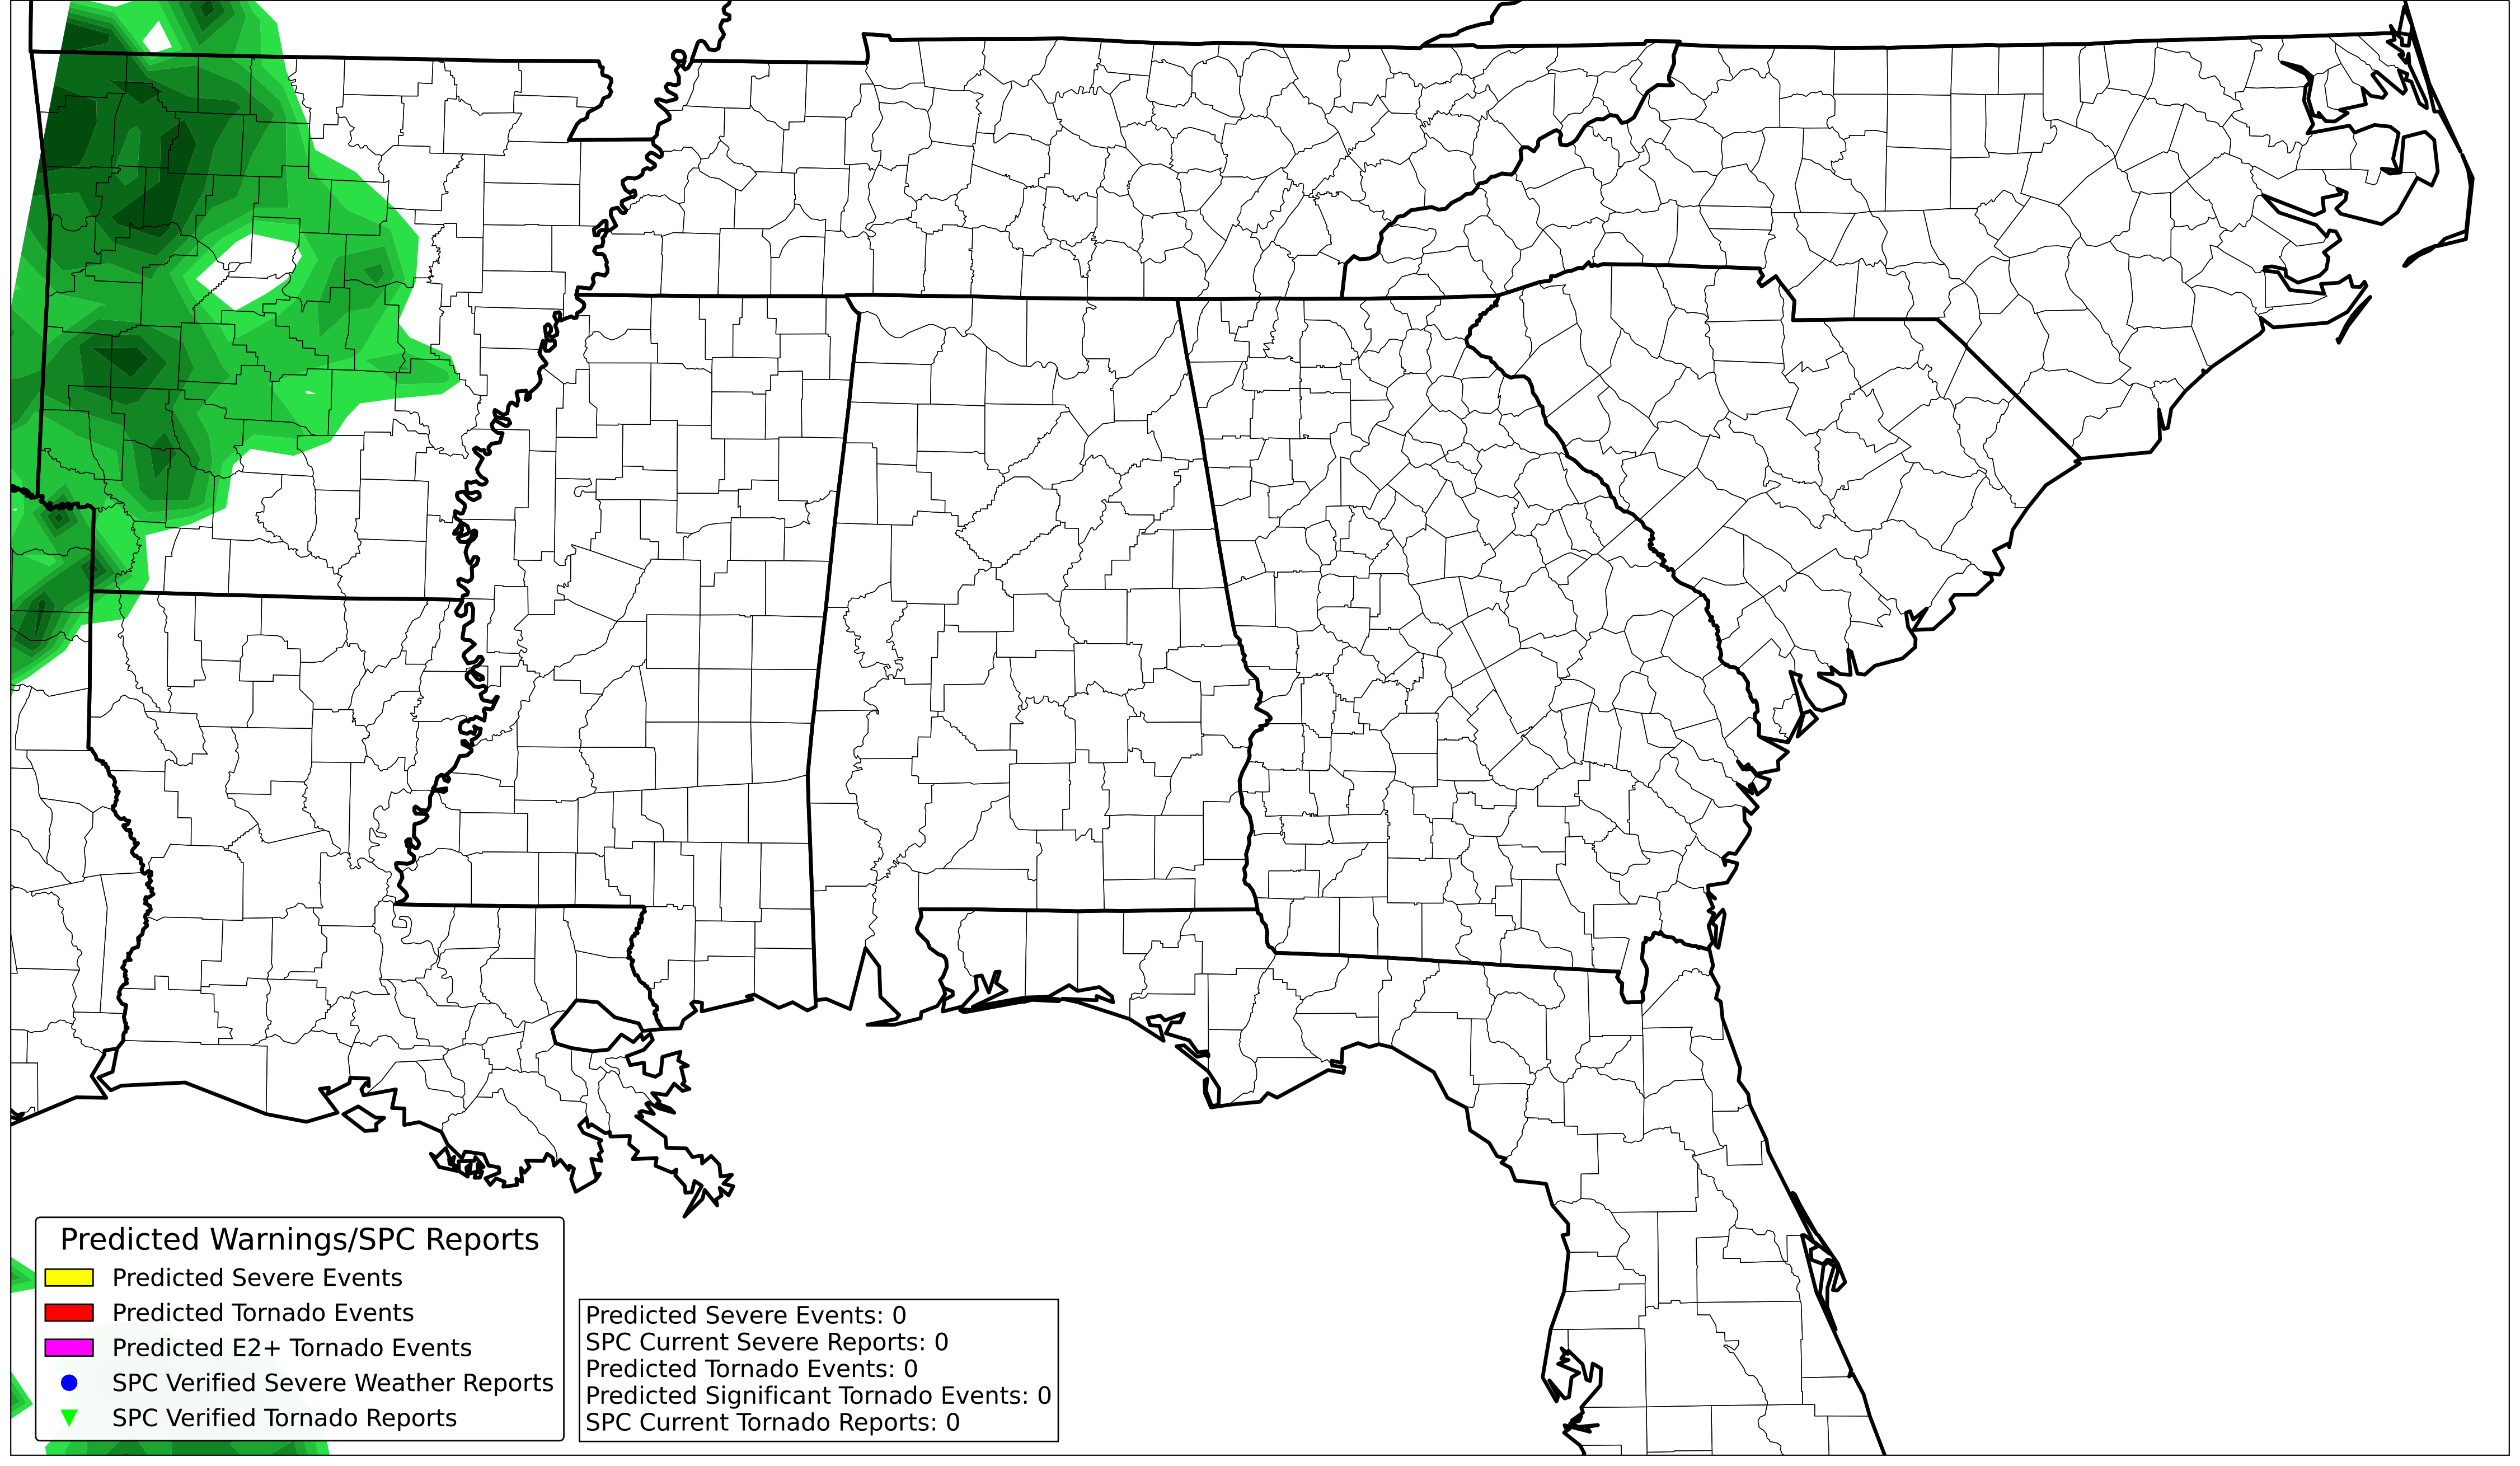 Predicted Warnings/SPC Reports
Predicted Severe Events
Predicted Tornado Events
Predicted E2+ Tornado Events
SPC Verified Severe Weather Reports
SPC Verified Tornado Reports
Predicted Severe Events: 0
SPC Current Severe Reports: 0
Predicted Tornado Events: 0
Predicted Significant Tornado Events: 0
SPC Current Tornado Reports: 0